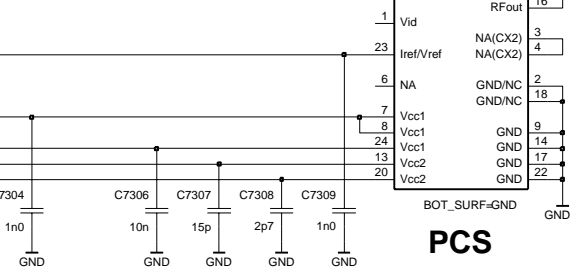 RFout 16
1 Vid
NA(CX2) 3
23 Iref/Vref NA(CX2) 4
6 NA GND/NC 2
GND/NC 18
7 Vcc1
8 Vcc1 GND 9
24 Vcc1 GND 14
13 Vcc2 GND 17
20 Vcc2 GND 22
7304 C7306 C7307 C7308 C7309 BOT_SURF=GND GND
1n0 10n 15p 2p7 1n0 PCS
GND GND GND GND GND